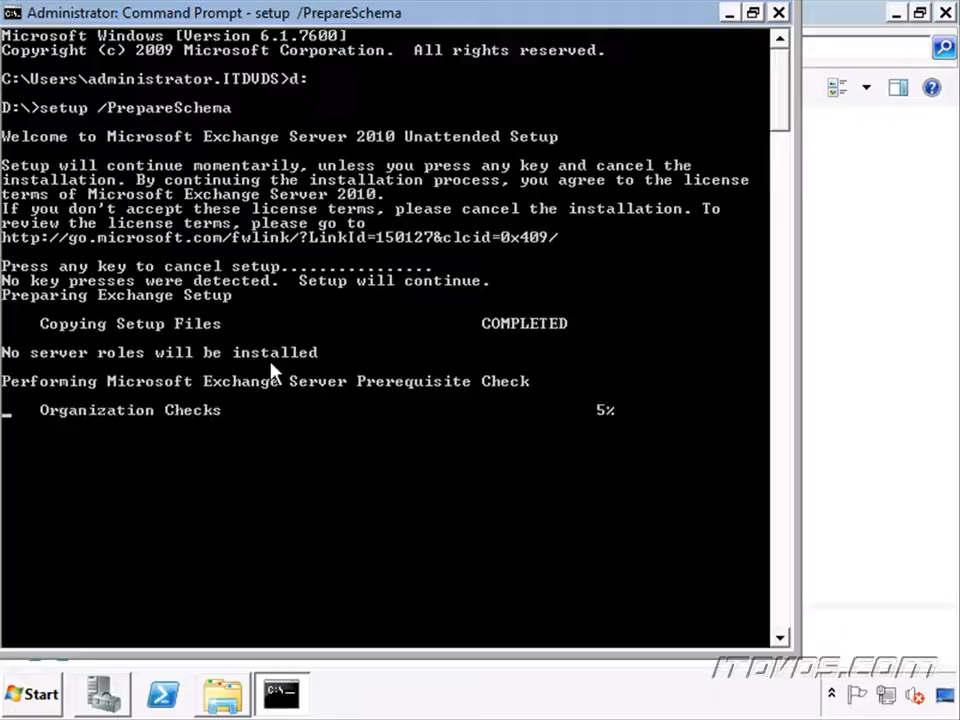 Administrator: Command Prompt - setup /PrepareSchema
Microsoft Windows [Version 6.1.7600]
Copyright (c) 2009 Microsoft Corporation.  All rights reserved.
C:\Users\administrator.ITDVDS>d:
D:\>setup /PrepareSchema
Welcome to Microsoft Exchange Server 2010 Unattended Setup
Setup will continue momentarily, unless you press any key and cancel the
installation. By continuing the installation process, you agree to the license
terms of Microsoft Exchange Server 2010.
If you don't accept these license terms, please cancel the installation. To
review the license terms, please go to
http://go.microsoft.com/fwlink/?LinkId=150127&clcid=0x409/
Press any key to cancel setup................
No key presses were detected.  Setup will continue.
Preparing Exchange Setup
Copying Setup Files COMPLETED
No server roles will be installed
Performing Microsoft Exchange Server Prerequisite Check
Organization Checks 5%
ITDVDS.COM
Start